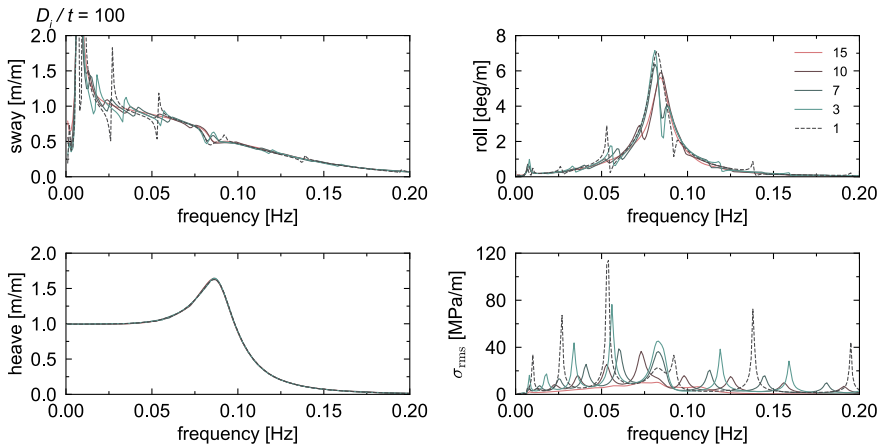 D_i / t = 100
sway [m/m]
2.0
1.5
1.0
0.5
0.0
0.00 0.05 0.10 0.15 0.20
frequency [Hz]
roll [deg/m]
8
6
4
2
0
0.00 0.05 0.10 0.15 0.20
frequency [Hz]
15
10
7
3
1
heave [m/m]
2.0
1.5
1.0
0.5
0.0
0.00 0.05 0.10 0.15 0.20
frequency [Hz]
σ_rms [MPa/m]
120
80
40
0
0.00 0.05 0.10 0.15 0.20
frequency [Hz]